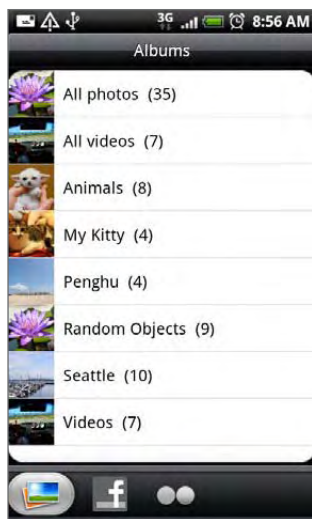 3G 8:56 AM
Albums
All photos (35)
All videos (7)
Animals (8)
My Kitty (4)
Penghu (4)
Random Objects (9)
Seattle (10)
Videos (7)
f